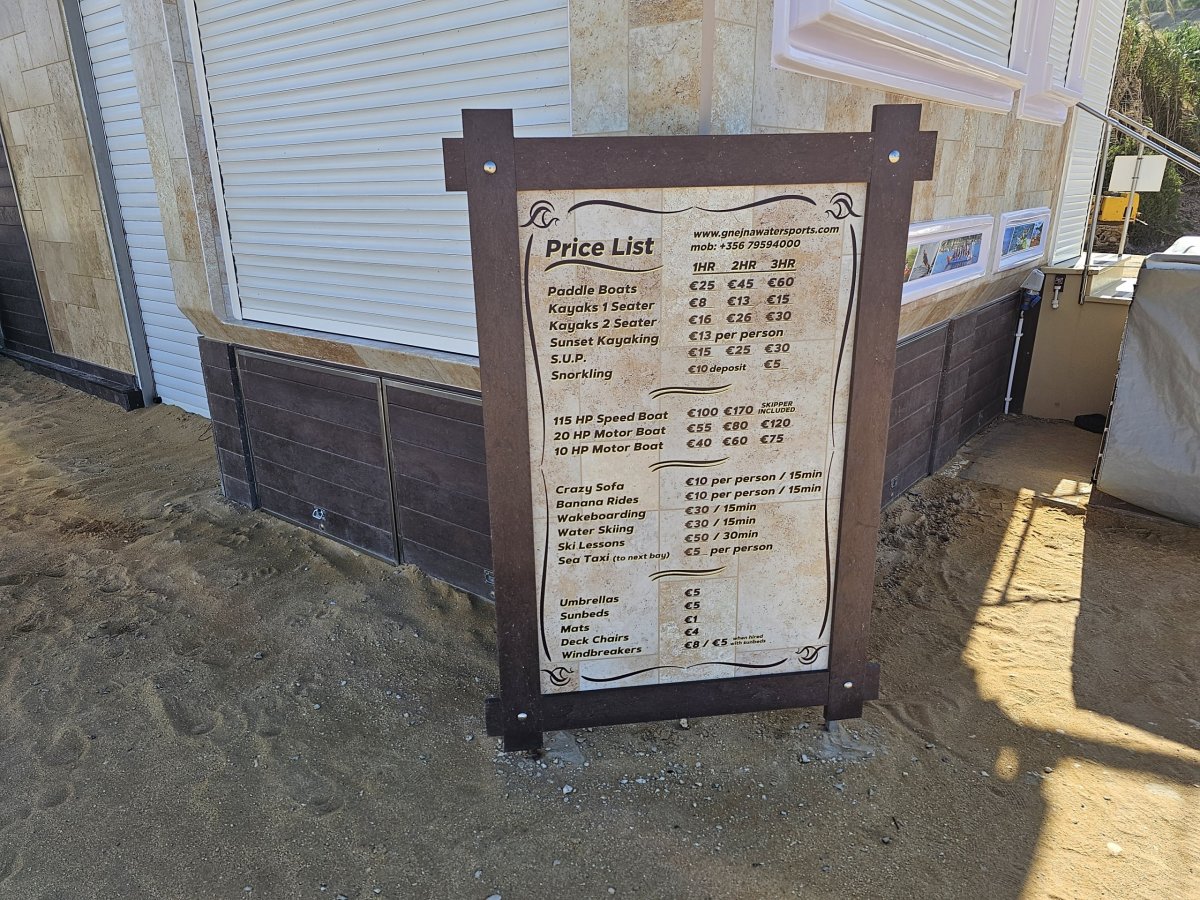 www.gnejnawatersports.com
Price List
mob: +356 79594000
1HR 2HR 3HR
Paddle Boats €25 €45 €60
Kayaks 1 Seater €8 €13 €15
Kayaks 2 Seater €16 €26 €30
Sunset Kayaking €13 per person
S.U.P. €15 €25 €30
Snorkling €10 deposit €5
115 HP Speed Boat €100 €170 SKIPPER INCLUDED
20 HP Motor Boat €55 €80 €120
10 HP Motor Boat €40 €60 €75
Crazy Sofa €10 per person / 15min
Banana Rides €10 per person / 15min
Wakeboarding €30 / 15min
Water Skiing €30 / 15min
Ski Lessons €50 / 30min
Sea Taxi (to next bay) €5 per person
Umbrellas €5
Sunbeds €5
Mats €1
Deck Chairs €4
Windbreakers €8 / €5 when hired with sunbeds